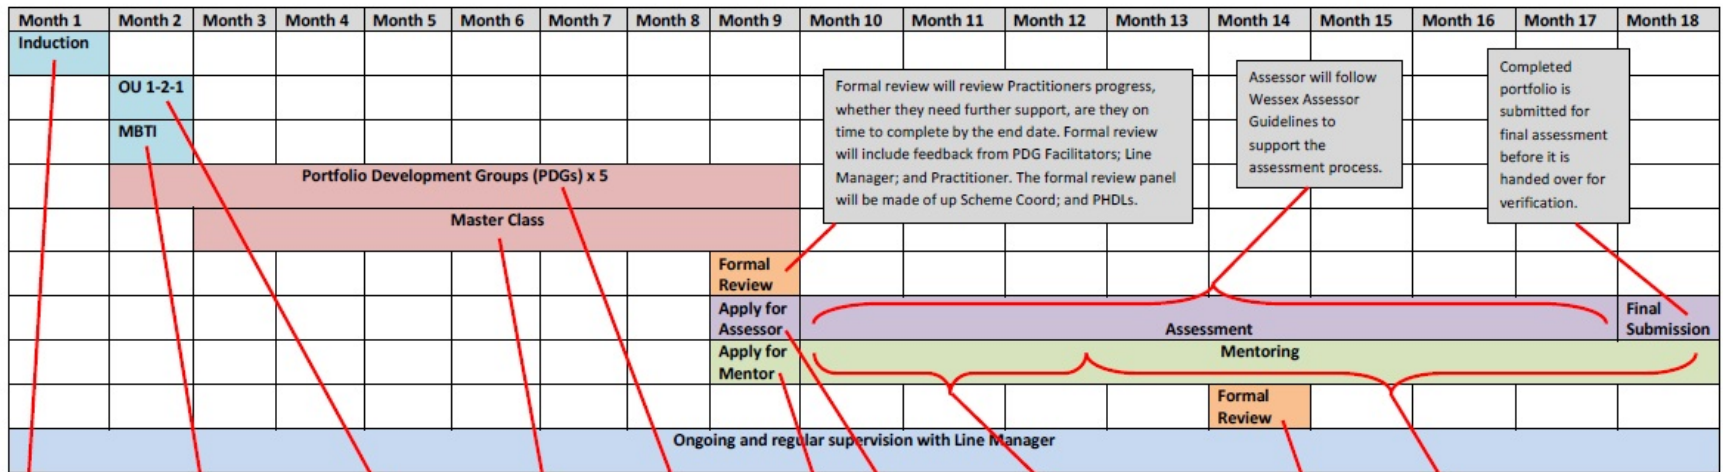 Month 1 Month 2 Month 3 Month 4 Month 5 Month 6 Month 7 Month 8 Month 9 Month 10 Month 11 Month 12 Month 13 Month 14 Month 15 Month 16 Month 17 Month 18
Induction
OU 1-2-1
MBTI
Portfolio Development Groups (PDGs) x 5
Master Class
Formal review will review Practitioners progress,
whether they need further support, are they on
time to complete by the end date. Formal review
will include feedback from PDG Facilitators; Line
Manager; and Practitioner. The formal review panel
will be made of up Scheme Coord; and PHDLs.
Assessor will follow
Wessex Assessor
Guidelines to
support the
assessment process.
Completed
portfolio is
submitted for
final assessment
before it is
handed over for
verification.
Formal
Review
Apply for
Assessor
Assessment
Final
Submission
Apply for
Mentor
Mentoring
Formal
Review
Ongoing and regular supervision with Line Manager